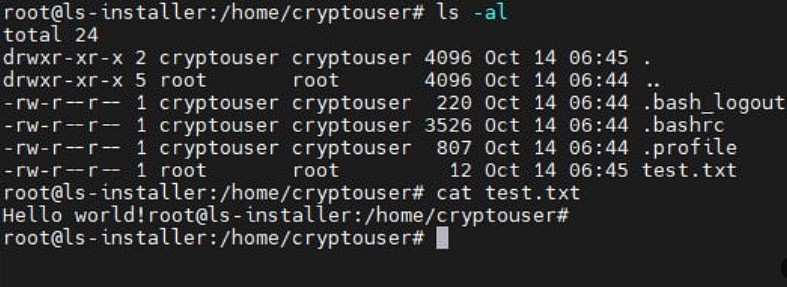 root@ls-installer:/home/cryptouser# ls -al
total 24
drwxr-xr-x 2 cryptouser cryptouser 4096 Oct 14 06:45 .
drwxr-xr-x 5 root       root       4096 Oct 14 06:44 ..
-rw-r--r-- 1 cryptouser cryptouser  220 Oct 14 06:44 .bash_logout
-rw-r--r-- 1 cryptouser cryptouser 3526 Oct 14 06:44 .bashrc
-rw-r--r-- 1 cryptouser cryptouser  807 Oct 14 06:44 .profile
-rw-r--r-- 1 root       root         12 Oct 14 06:45 test.txt
root@ls-installer:/home/cryptouser# cat test.txt
Hello world!root@ls-installer:/home/cryptouser#
root@ls-installer:/home/cryptouser#